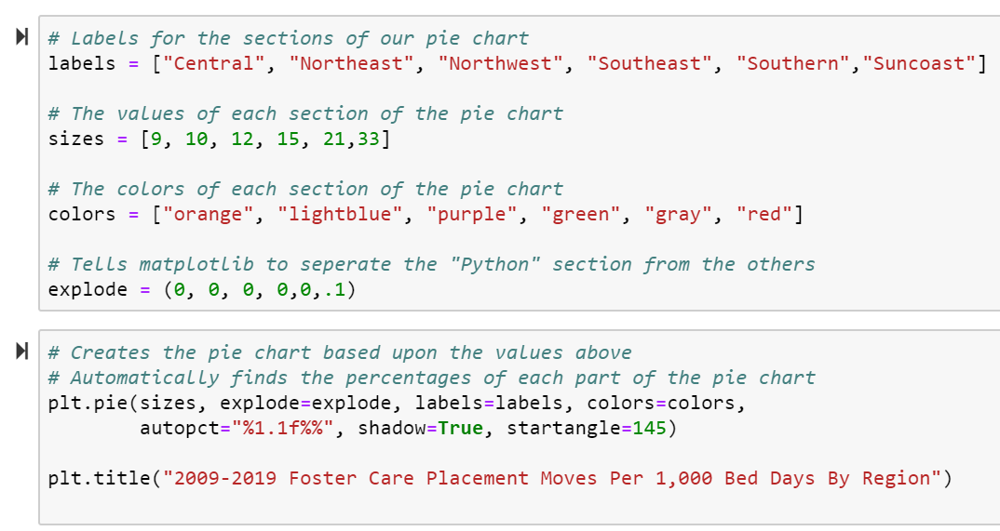 # Labels for the sections of our pie chart
labels = ["Central", "Northeast", "Northwest", "Southeast", "Southern","Suncoast"]
# The values of each section of the pie chart
sizes = [9, 10, 12, 15, 21,33]
# The colors of each section of the pie chart
colors = ["orange", "lightblue", "purple", "green", "gray", "red"]
# Tells matplotlib to seperate the "Python" section from the others
explode = (0, 0, 0, 0,0,.1)
# Creates the pie chart based upon the values above
# Automatically finds the percentages of each part of the pie chart
plt.pie(sizes, explode=explode, labels=labels, colors=colors,
        autopct="%1.1f%%", shadow=True, startangle=145)
plt.title("2009-2019 Foster Care Placement Moves Per 1,000 Bed Days By Region")